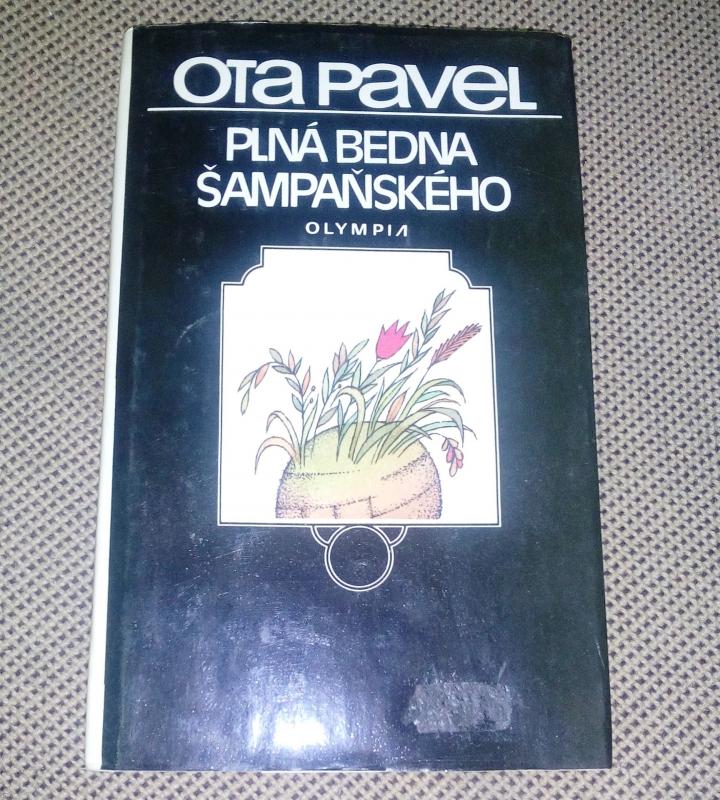 Ota Pavel
PLNÁ BEDNA
ŠAMPAŇSKÉHO
OLYMPIA